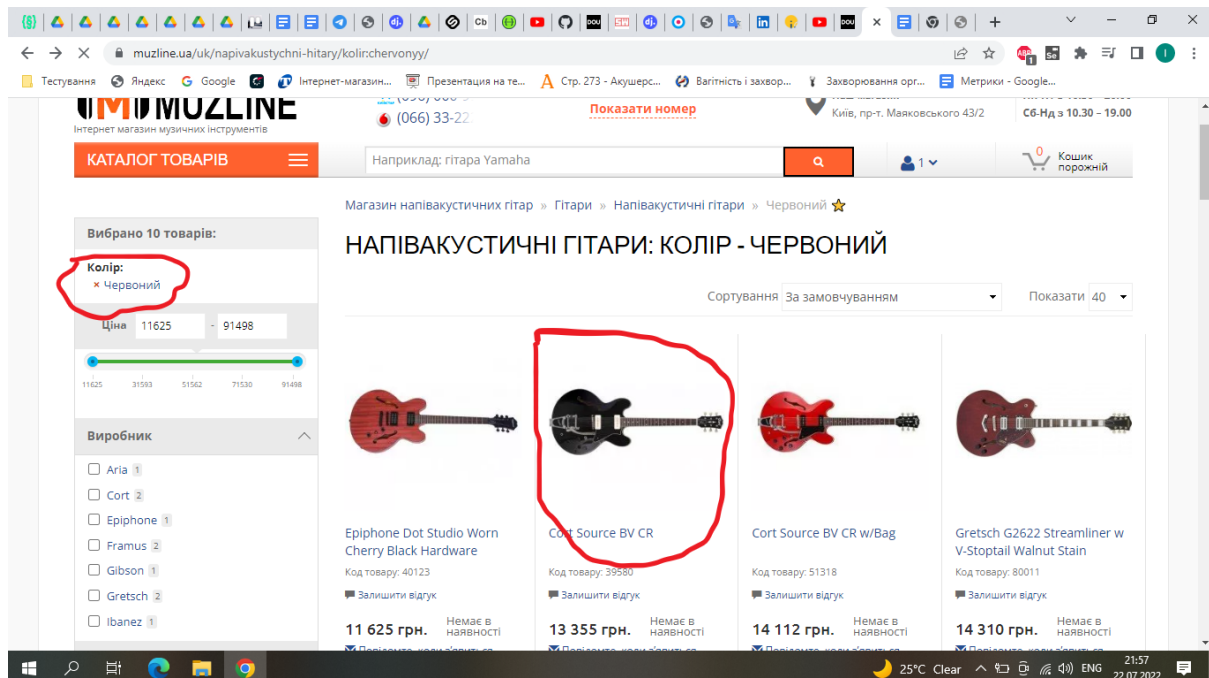 muzline.ua/uk/napivakustychni-hitary/kolir:chervonyy/
Тестування Яндекс Google Інтернет-магазин... Презентация на те... Стр. 273 - Акушерс... Вагітність і захвор... Захворювання орг... Метрики - Google...
MUZLINE
Інтернет магазин музичних інструментів
(066) 33-22
Показати номер
Київ, пр-т. Маяковського 43/2
Сб-Нд з 10.30 – 19.00
КАТАЛОГ ТОВАРІВ
Наприклад: гітара Yamaha
1
0
Кошик
порожній
Магазин напівакустичних гітар » Гітари » Напівакустичні гітари » Червоний
Вибрано 10 товарів:
НАПІВАКУСТИЧНІ ГІТАРИ: КОЛІР - ЧЕРВОНИЙ
Колір:
× Червоний
Сортування За замовчуванням
Показати 40
Ціна 11625 - 91498
11625 31593 51562 71530 91498
Виробник
Aria 1
Cort 2
Epiphone 1
Framus 2
Gibson 1
Gretsch 2
Ibanez 1
Epiphone Dot Studio Worn
Cherry Black Hardware
Код товару: 40123
Залишити відгук
11 625 грн. Немає в
наявності
Cort Source BV CR
Код товару: 39580
Залишити відгук
13 355 грн. Немає в
наявності
Cort Source BV CR w/Bag
Код товару: 51318
Залишити відгук
14 112 грн. Немає в
наявності
Gretsch G2622 Streamliner w
V-Stoptail Walnut Stain
Код товару: 80011
Залишити відгук
14 310 грн. Немає в
наявності
25°C Clear
ENG
21:57
22.07.2022